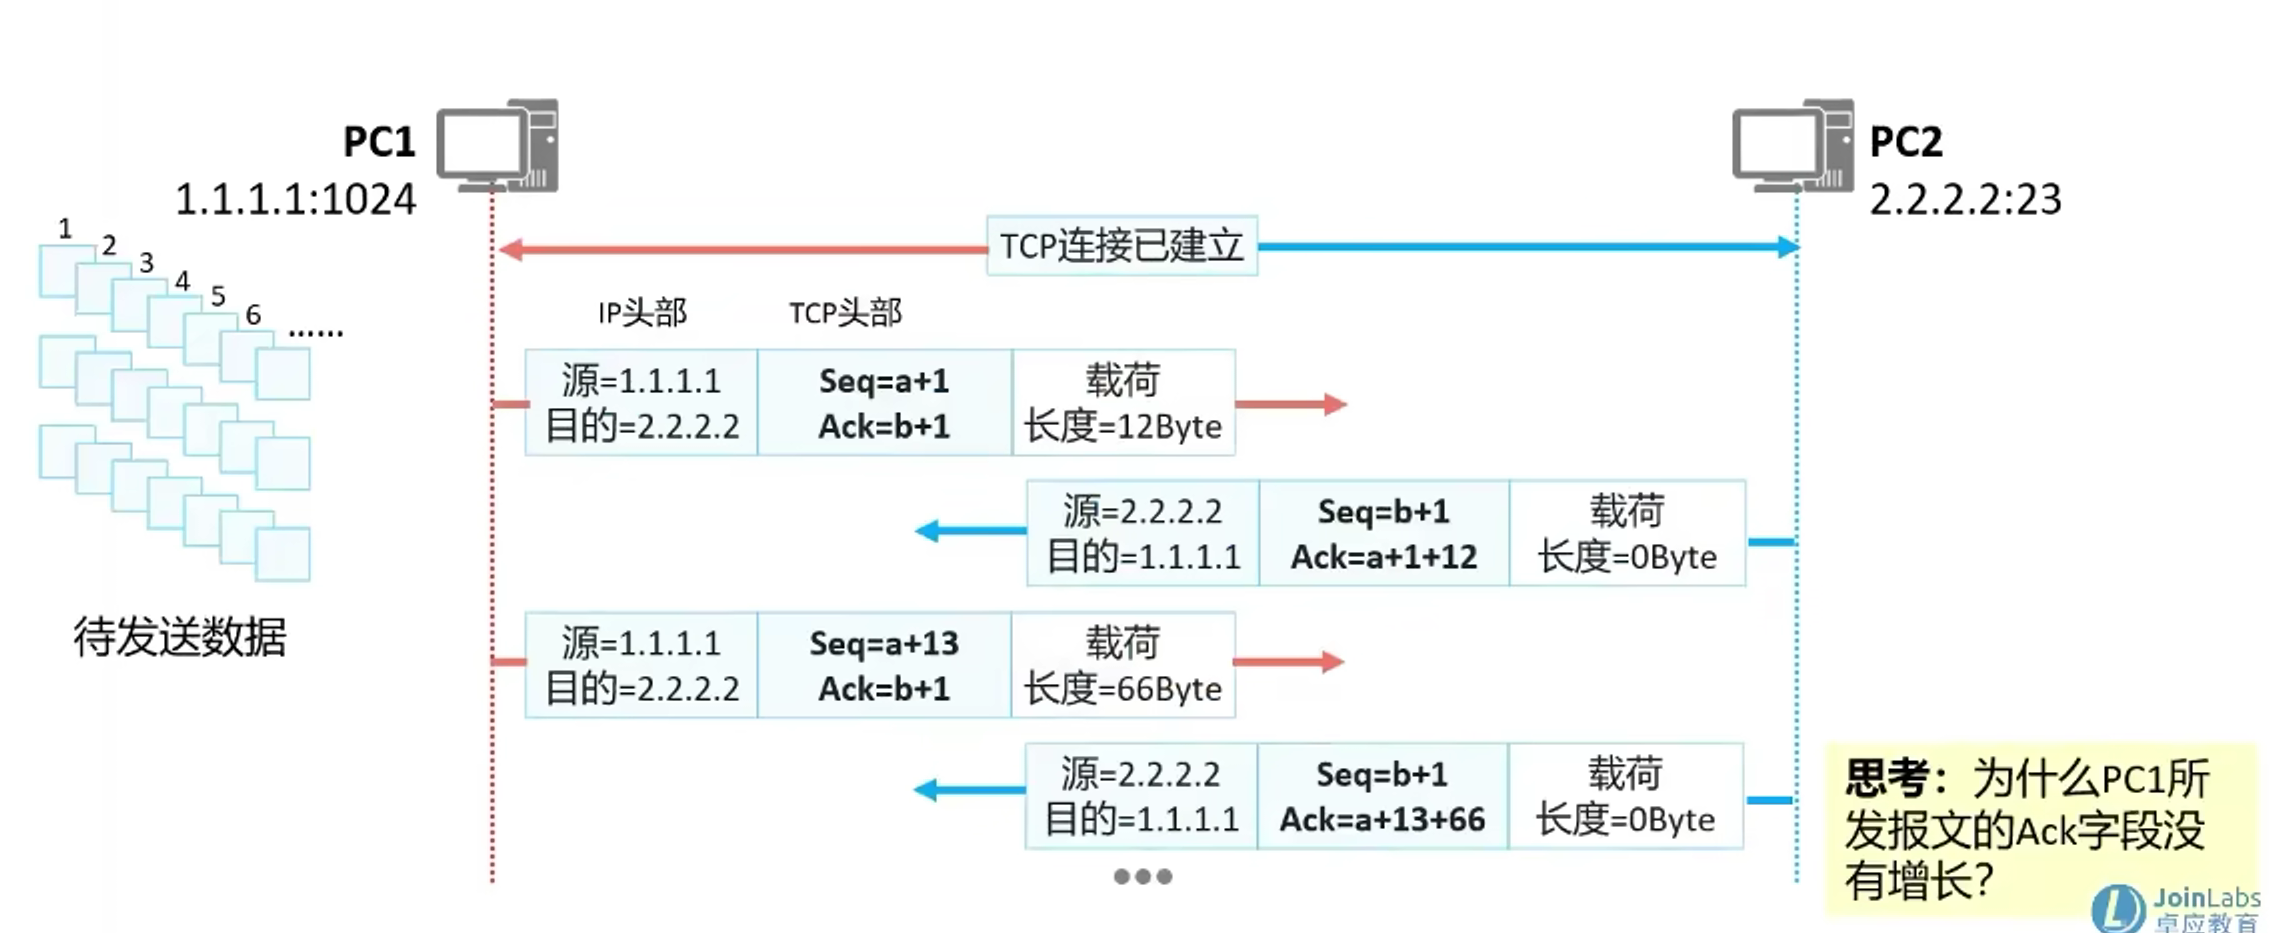 PC1
1.1.1.1:1024
PC2
2.2.2.2:23
1
2
3
4
5
6
......
待发送数据
TCP连接已建立
IP头部
TCP头部
源=1.1.1.1
目的=2.2.2.2
Seq=a+1
Ack=b+1
载荷
长度=12Byte
源=2.2.2.2
目的=1.1.1.1
Seq=b+1
Ack=a+1+12
载荷
长度=0Byte
源=1.1.1.1
目的=2.2.2.2
Seq=a+13
Ack=b+1
载荷
长度=66Byte
源=2.2.2.2
目的=1.1.1.1
Seq=b+1
Ack=a+13+66
载荷
长度=0Byte
思考：为什么PC1所
发报文的Ack字段没
有增长?
JoinLabs
卓应教育